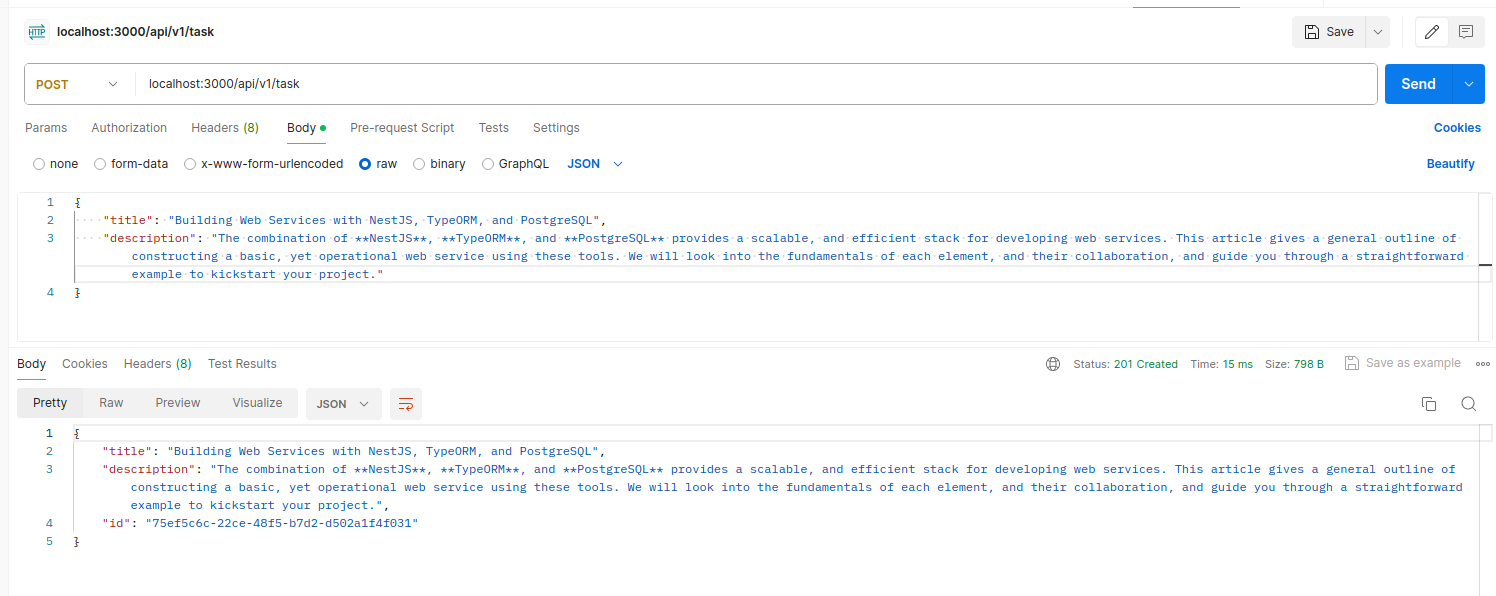 HTTP localhost:3000/api/v1/task Save
POST localhost:3000/api/v1/task Send
Params Authorization Headers (8) Body Pre-request Script Tests Settings Cookies
none form-data x-www-form-urlencoded raw binary GraphQL JSON Beautify
1 {
2 "title": "Building Web Services with NestJS, TypeORM, and PostgreSQL",
3 "description": "The combination of **NestJS**, **TypeORM**, and **PostgreSQL** provides a scalable, and efficient stack for developing web services. This article gives a general outline of
constructing a basic, yet operational web service using these tools. We will look into the fundamentals of each element, and their collaboration, and guide you through a straightforward
example to kickstart your project."
4 }
Body Cookies Headers (8) Test Results Status: 201 Created Time: 15 ms Size: 798 B Save as example
Pretty Raw Preview Visualize JSON
1 {
2 "title": "Building Web Services with NestJS, TypeORM, and PostgreSQL",
3 "description": "The combination of **NestJS**, **TypeORM**, and **PostgreSQL** provides a scalable, and efficient stack for developing web services. This article gives a general outline of
constructing a basic, yet operational web service using these tools. We will look into the fundamentals of each element, and their collaboration, and guide you through a straightforward
example to kickstart your project.",
4 "id": "75ef5c6c-22ce-48f5-b7d2-d502a1f4f031"
5 }